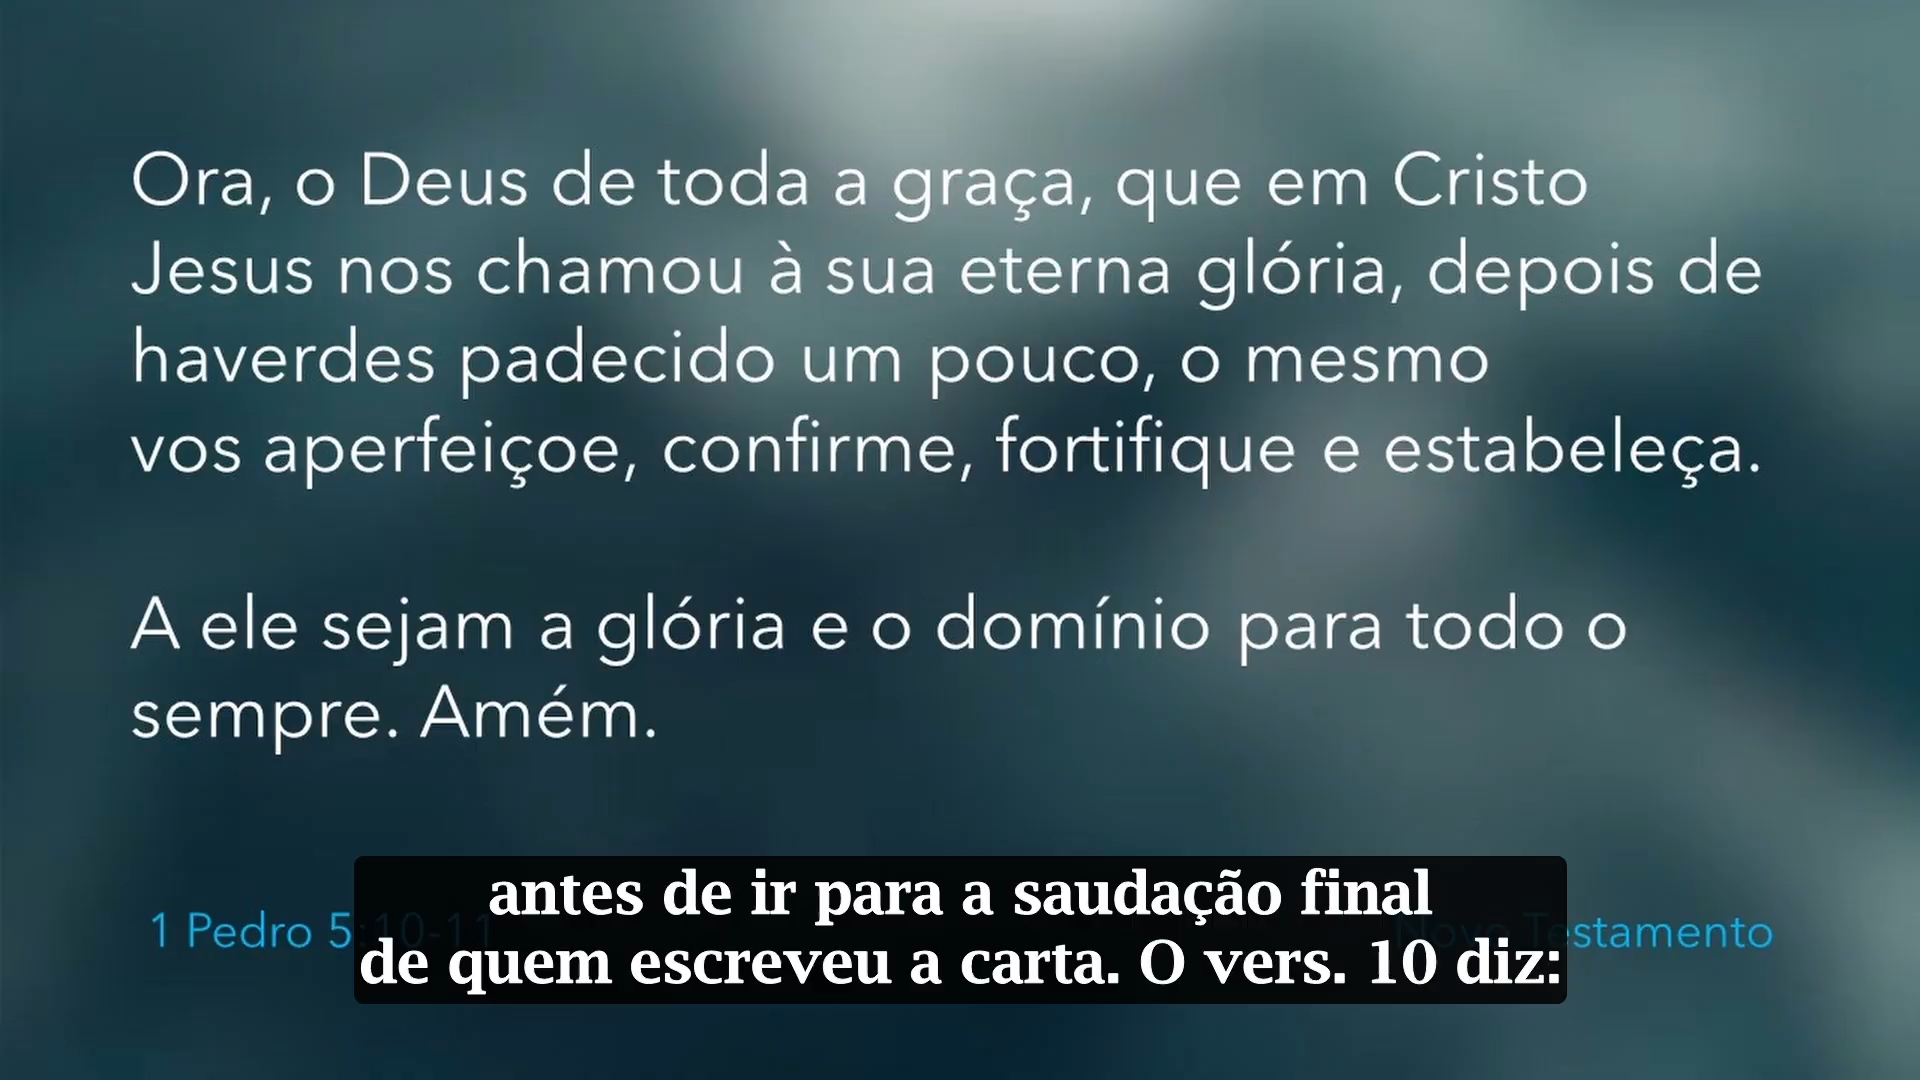 Ora, o Deus de toda a graça, que em Cristo
Jesus nos chamou à sua eterna glória, depois de
haverdes padecido um pouco, o mesmo
vos aperfeiçoe, confirme, fortifique e estabeleça.
A ele sejam a glória e o domínio para todo o
sempre. Amém.
1 Pedro 5:10-11
Novo Testamento
antes de ir para a saudação final
de quem escreveu a carta. O vers. 10 diz: